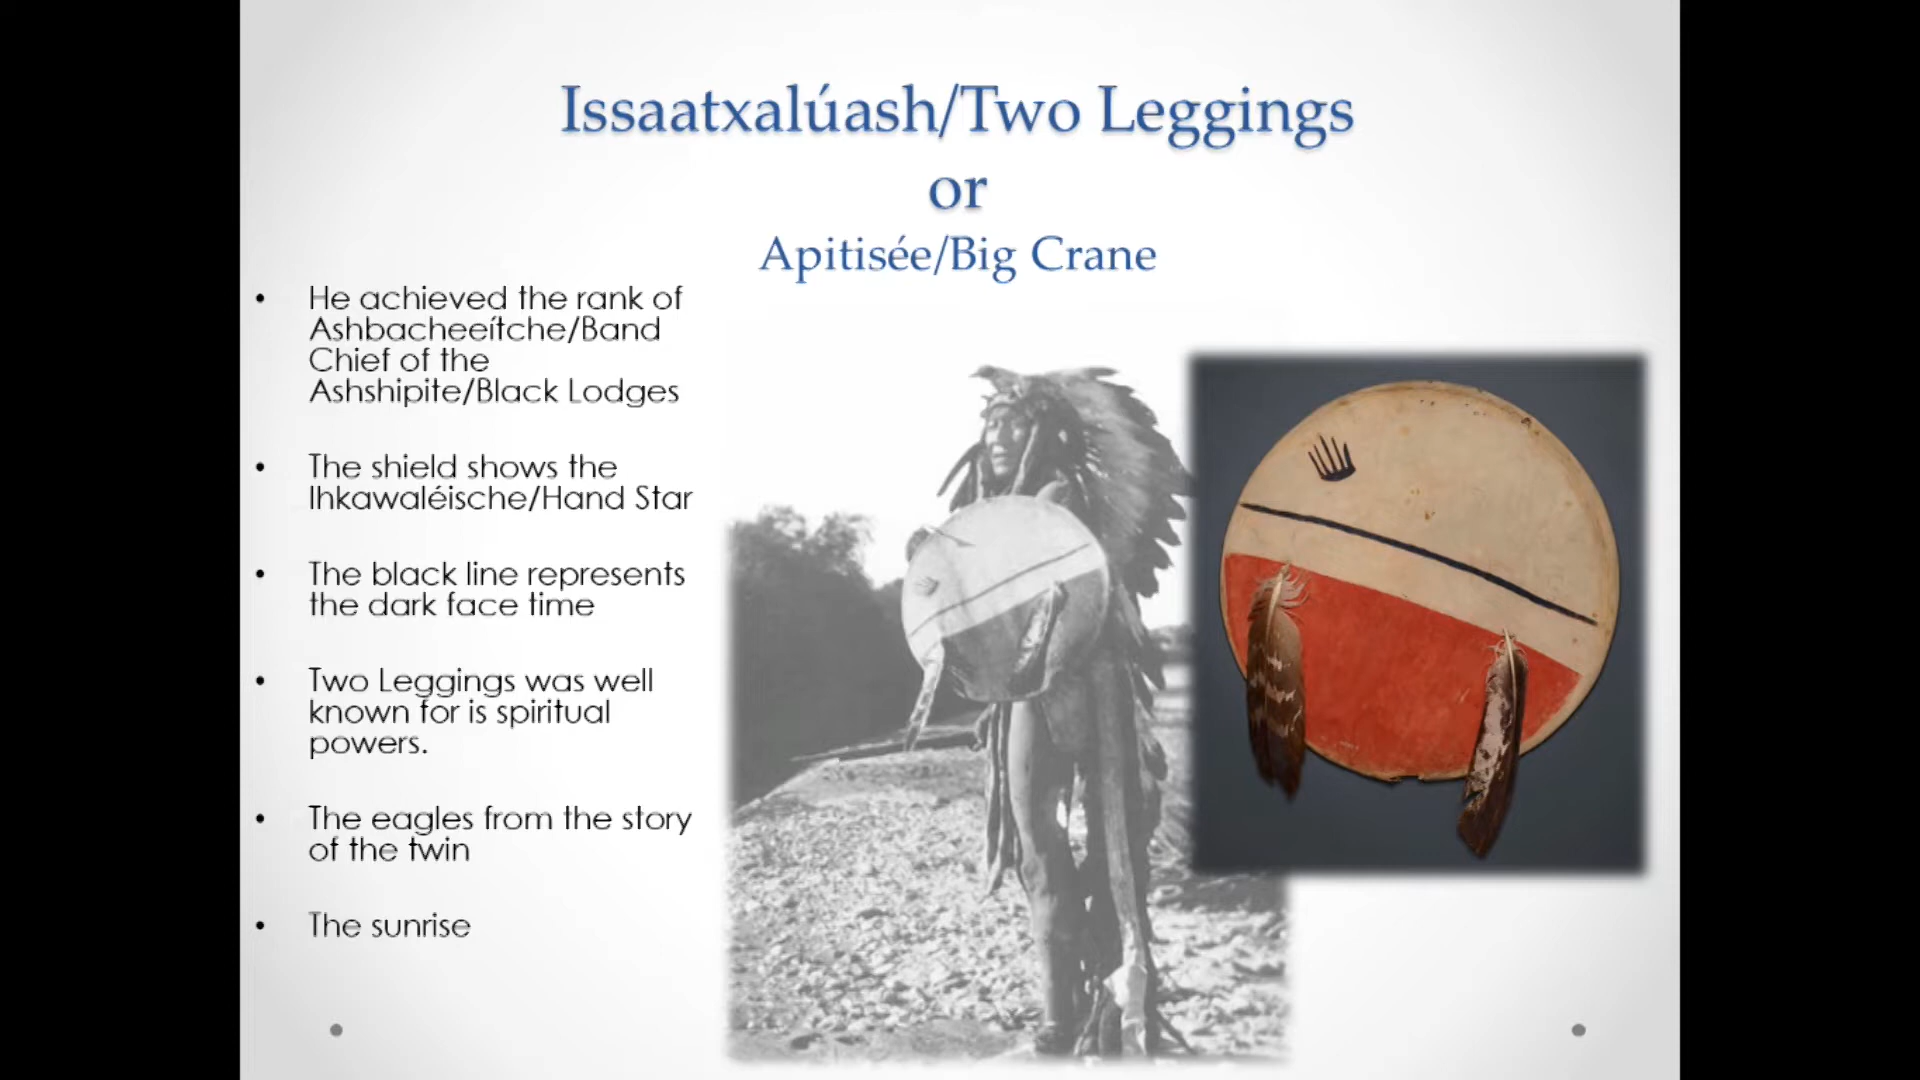 Issaatxalúash/Two Leggings
or
Apitisée/Big Crane
• He achieved the rank of
Ashbacheeítche/Band
Chief of the
Ashshipite/Black Lodges
• The shield shows the
Ihkawaléische/Hand Star
• The black line represents
the dark face time
• Two Leggings was well
known for is spiritual
powers.
• The eagles from the story
of the twin
• The sunrise